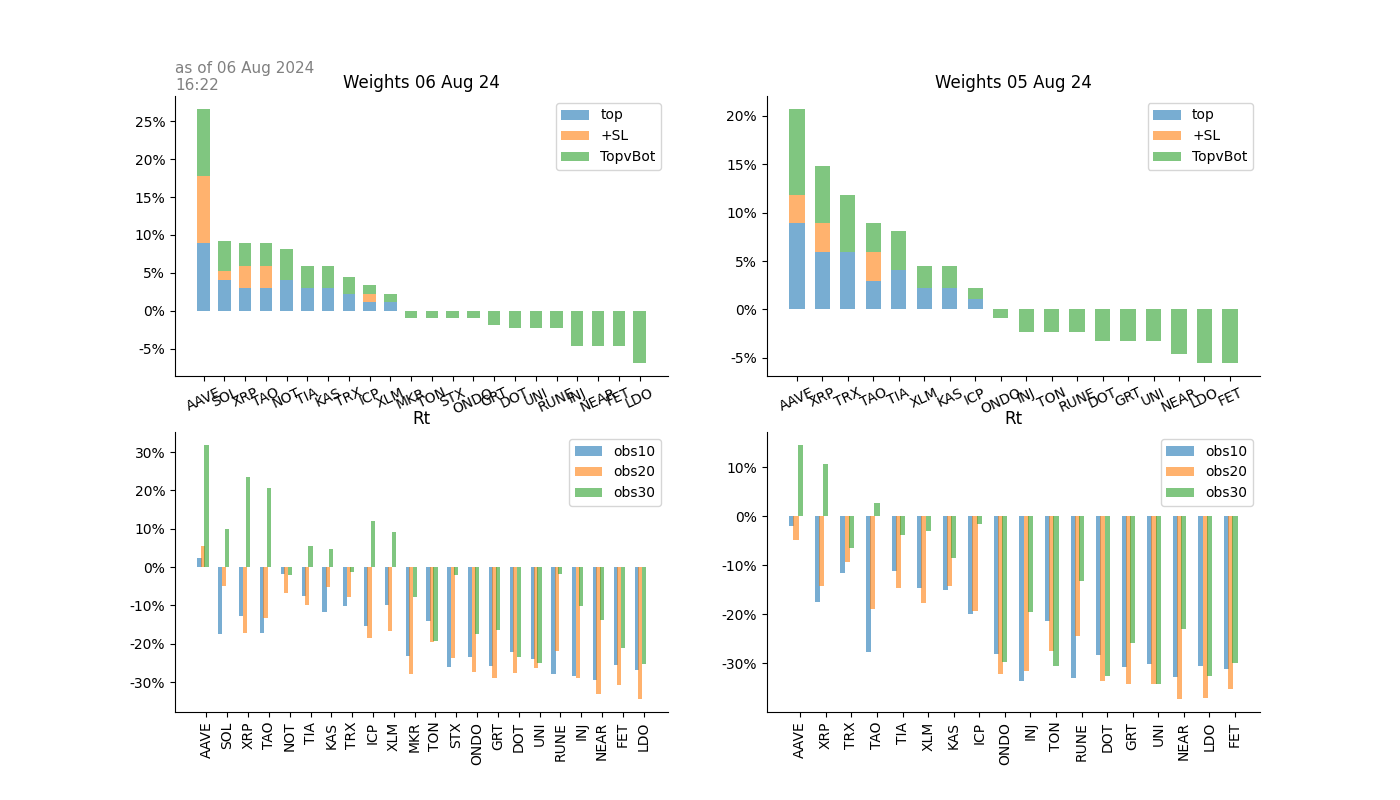 as of 06 Aug 2024
16:22
Weights 06 Aug 24
top
+SL
TopvBot
25%
20%
15%
10%
5%
0%
-5%
AAVE SOL XRP TAO NOT TIA KAS TRX ICP XLM MKR TON STX ONDO GRT DOT UNI RUNE INJ NEAR FET LDO
Weights 05 Aug 24
top
+SL
TopvBot
20%
15%
10%
5%
0%
-5%
AAVE XRP TRX TAO TIA XLM KAS ICP ONDO INJ TON RUNE DOT GRT UNI NEAR LDO FET
Rt
obs10
obs20
obs30
30%
20%
10%
0%
-10%
-20%
-30%
AAVE SOL XRP TAO NOT TIA KAS TRX ICP XLM MKR TON STX ONDO GRT DOT UNI RUNE INJ NEAR FET LDO
Rt
obs10
obs20
obs30
10%
0%
-10%
-20%
-30%
AAVE XRP TRX TAO TIA XLM KAS ICP ONDO INJ TON RUNE DOT GRT UNI NEAR LDO FET